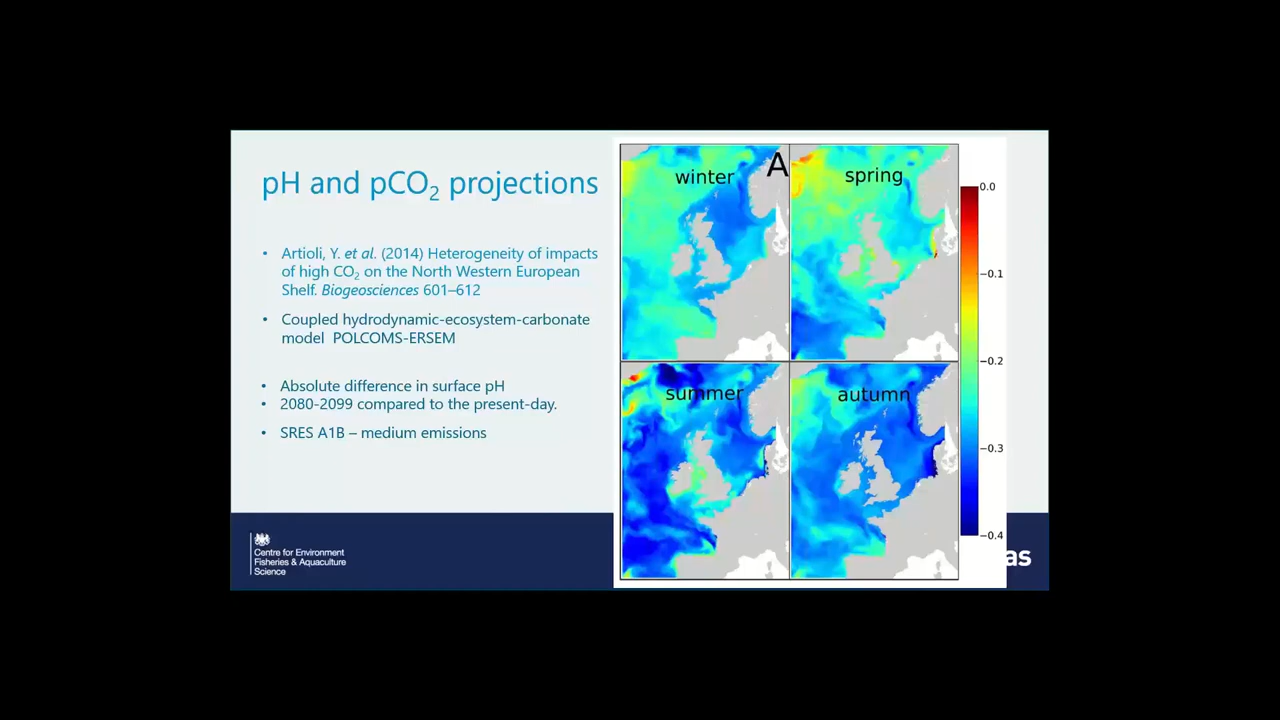 pH and pCO₂ projections
• Artioli, Y. et al. (2014) Heterogeneity of impacts
of high CO₂ on the North Western European
Shelf. Biogeosciences 601–612
• Coupled hydrodynamic-ecosystem-carbonate
model POLCOMS-ERSEM
• Absolute difference in surface pH
• 2080-2099 compared to the present-day.
• SRES A1B – medium emissions
Centre for Environment
Fisheries & Aquaculture
Science
A
winter
spring
summer
autumn
0.0
−0.1
−0.2
−0.3
−0.4
as